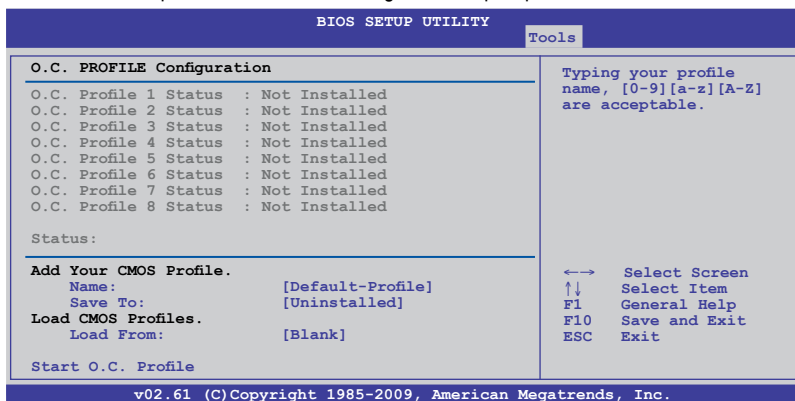 BIOS SETUP UTILITY
Tools
O.C. PROFILE Configuration
O.C. Profile 1 Status : Not Installed
O.C. Profile 2 Status : Not Installed
O.C. Profile 3 Status : Not Installed
O.C. Profile 4 Status : Not Installed
O.C. Profile 5 Status : Not Installed
O.C. Profile 6 Status : Not Installed
O.C. Profile 7 Status : Not Installed
O.C. Profile 8 Status : Not Installed
Status:
Add Your CMOS Profile.
Name: [Default-Profile]
Save To: [Uninstalled]
Load CMOS Profiles.
Load From: [Blank]
Start O.C. Profile
Typing your profile
name, [0-9][a-z][A-Z]
are acceptable.
←→ Select Screen
↑↓ Select Item
F1 General Help
F10 Save and Exit
ESC Exit
v02.61 (C)Copyright 1985-2009, American Megatrends, Inc.